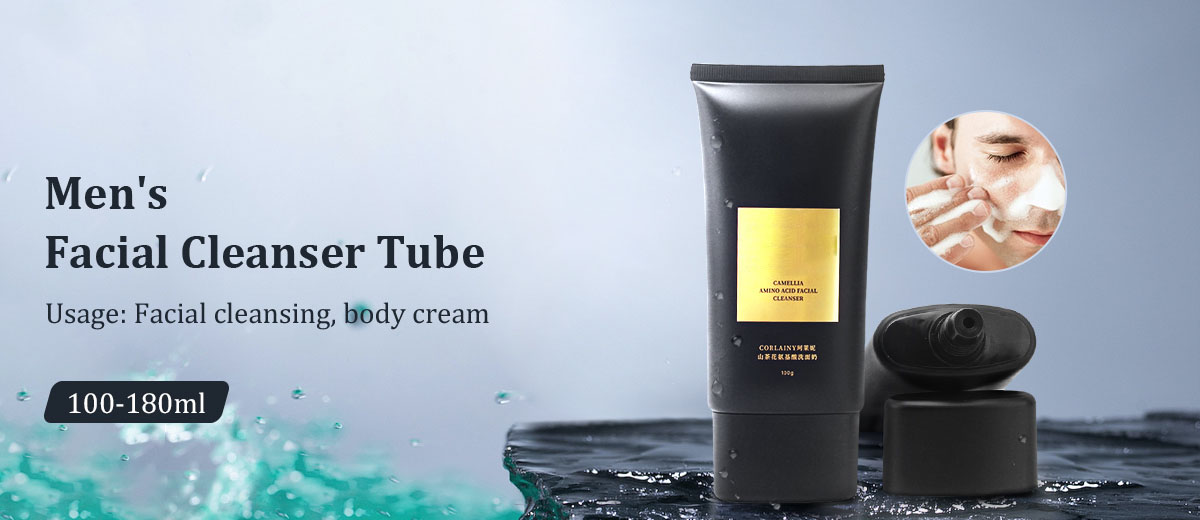 Men's
Facial Cleanser Tube
Usage: Facial cleansing, body cream
100-180ml
CAMELLIA
AMINO ACID FACIAL
CLEANSER
CORLAINY珂莱妮
山茶花氨基酸洗面奶
100g